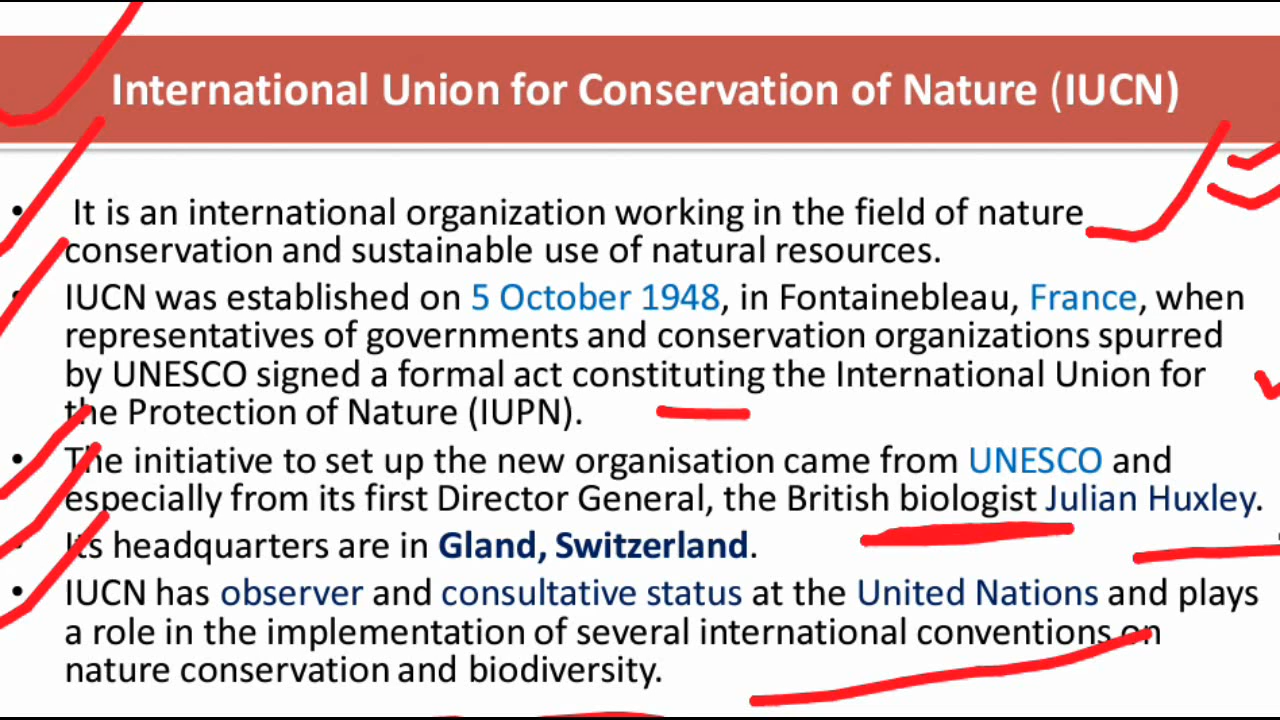 International Union for Conservation of Nature (IUCN)
• It is an international organization working in the field of nature
conservation and sustainable use of natural resources.
• IUCN was established on 5 October 1948, in Fontainebleau, France, when
representatives of governments and conservation organizations spurred
by UNESCO signed a formal act constituting the International Union for
the Protection of Nature (IUPN).
• The initiative to set up the new organisation came from UNESCO and
especially from its first Director General, the British biologist Julian Huxley.
• Its headquarters are in Gland, Switzerland.
• IUCN has observer and consultative status at the United Nations and plays
a role in the implementation of several international conventions on
nature conservation and biodiversity.